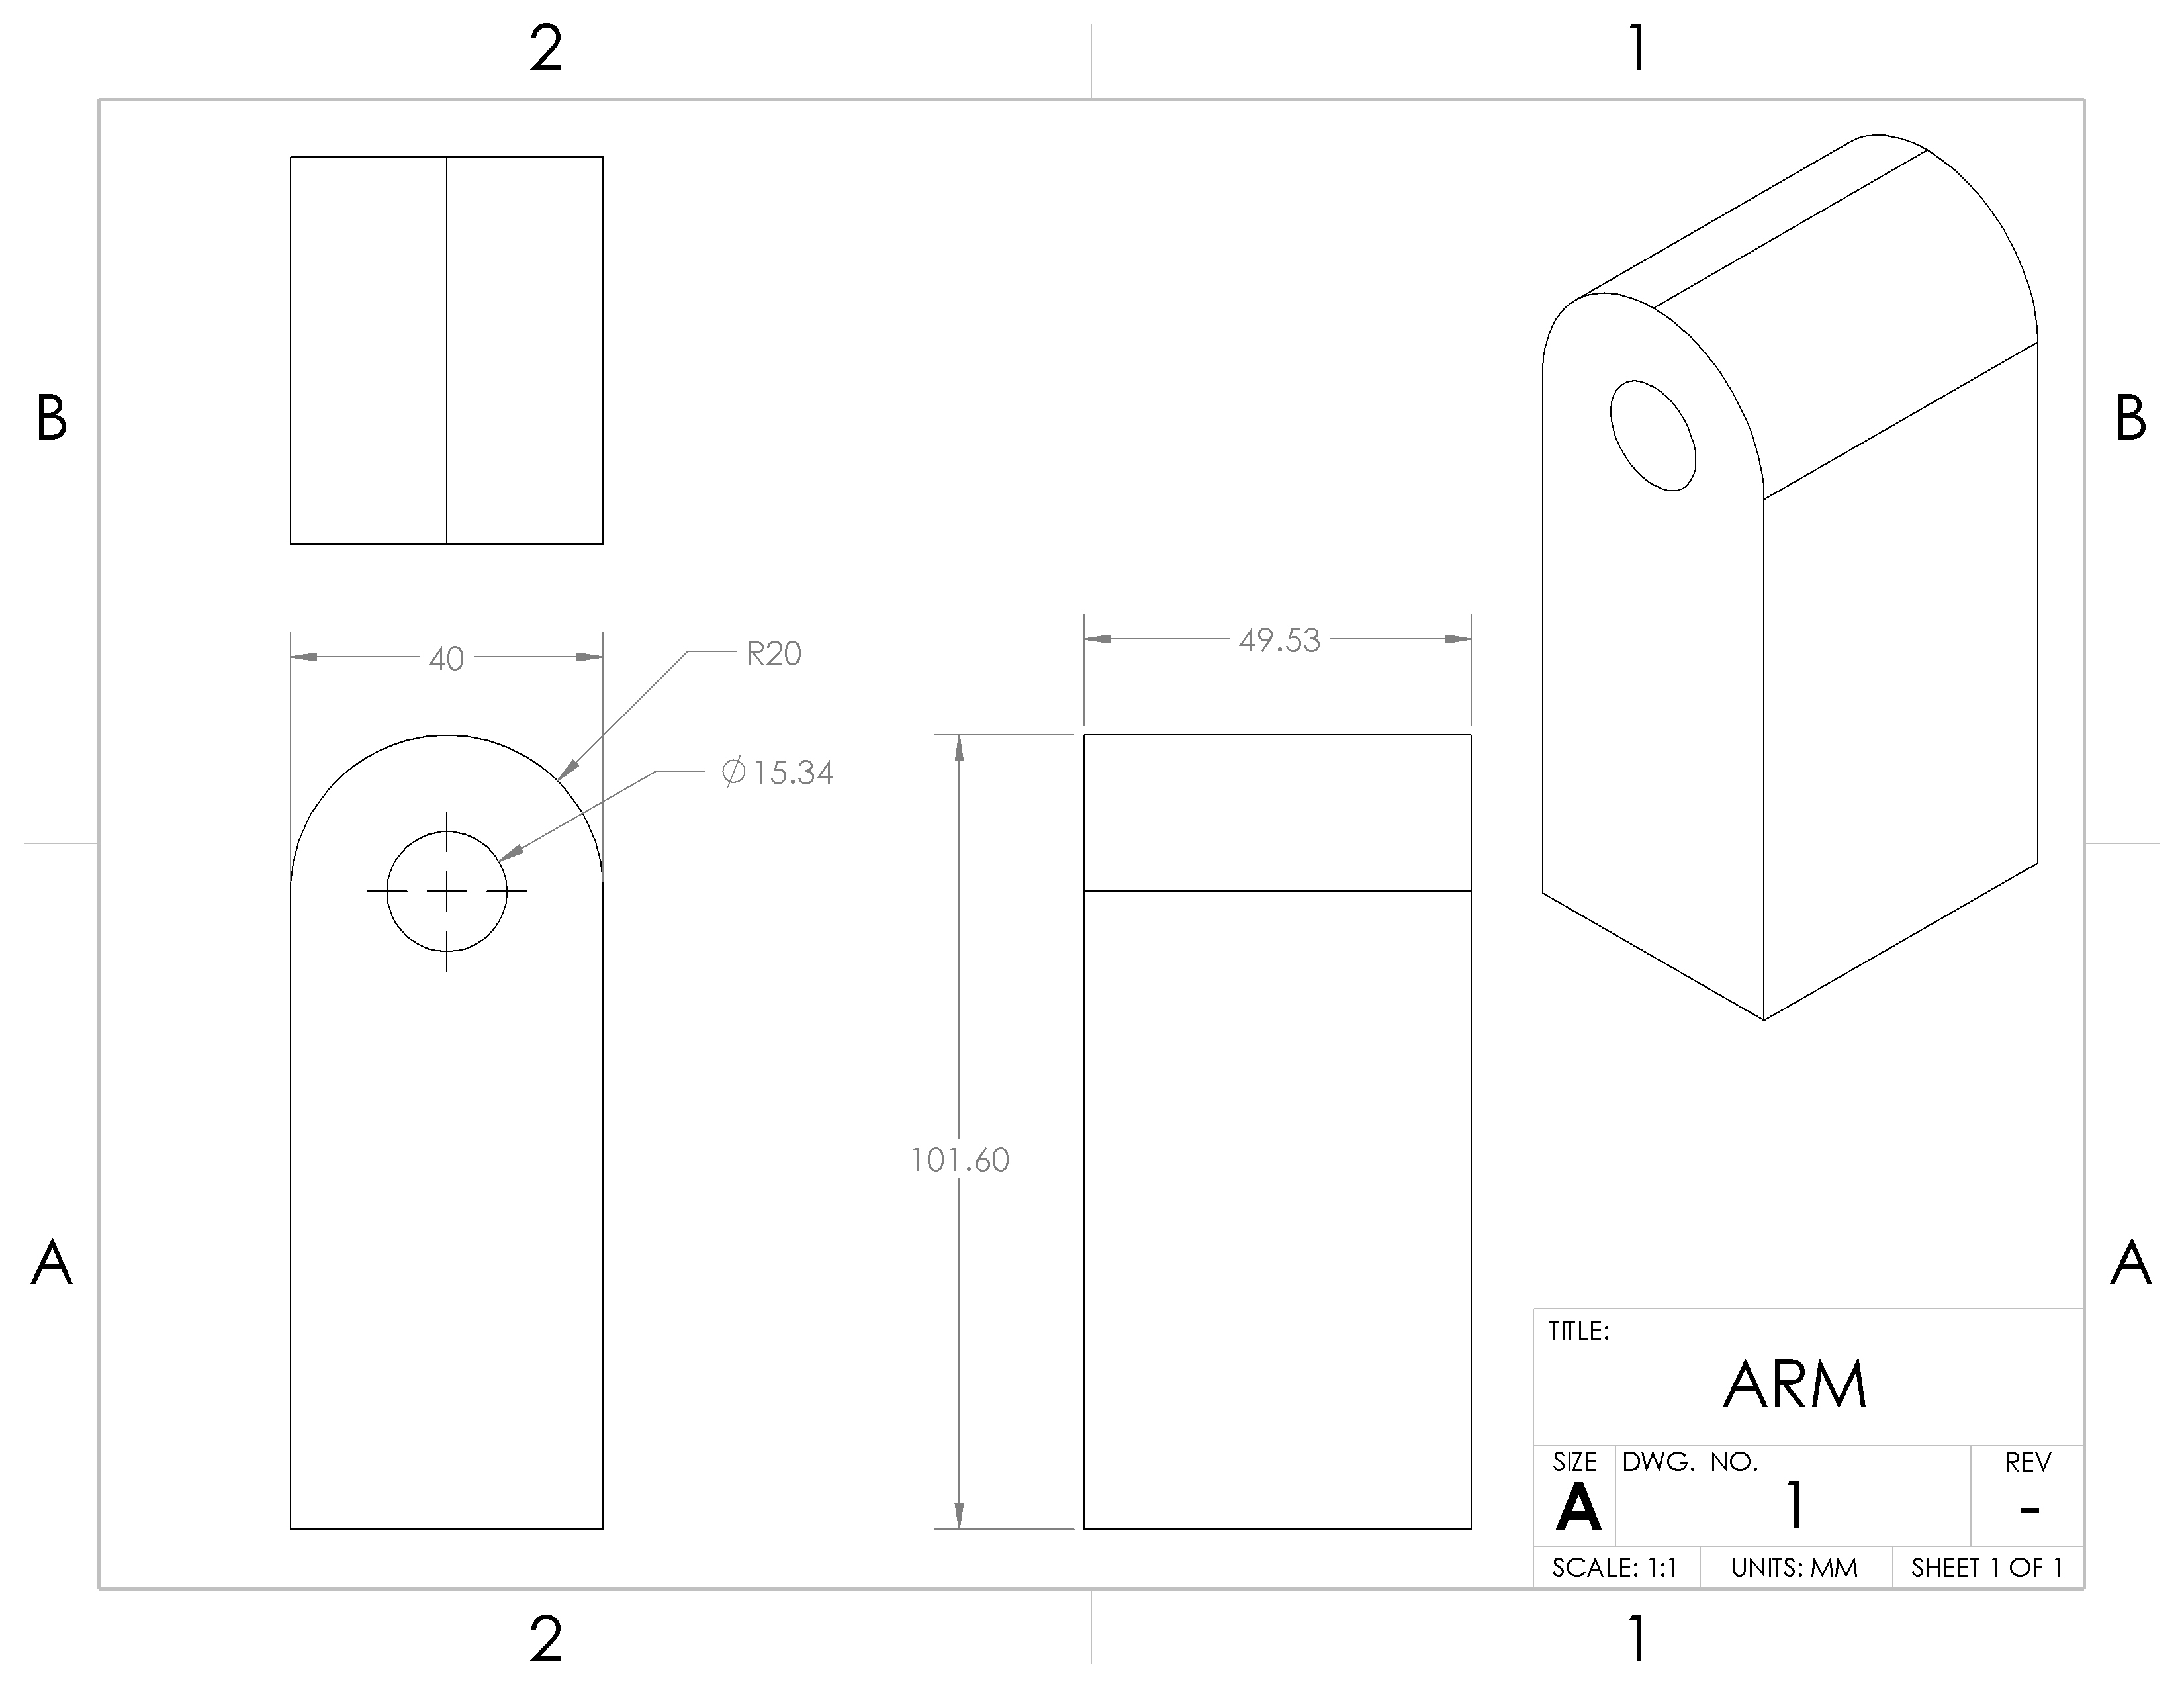 2 1
B B
40
R20
⌀15.34
49.53
101.60
A A
TITLE:
ARM
SIZE DWG. NO. REV
A 1 -
SCALE: 1:1 UNITS: MM SHEET 1 OF 1
2 1